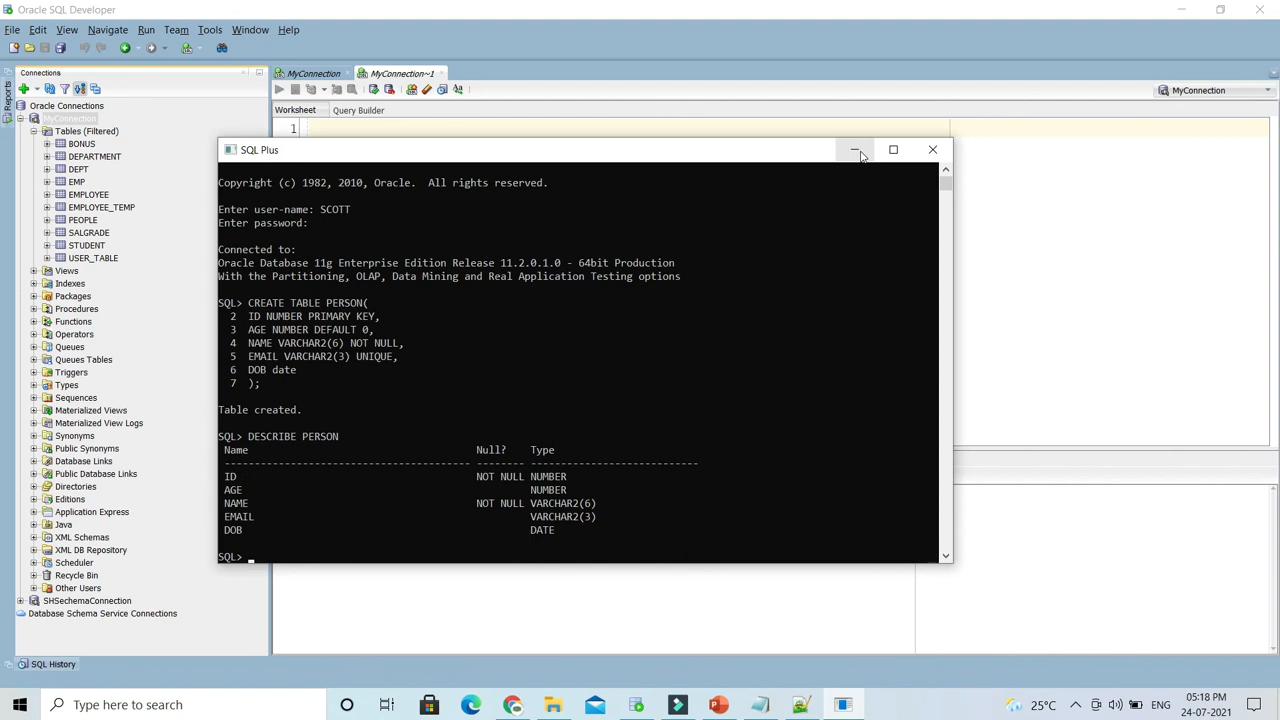 Oracle SQL Developer
File Edit View Navigate Run Team Tools Window Help
Connections
MyConnection
MyConnection~1
Reports
MyConnection
Worksheet Query Builder
1
Oracle Connections
MyConnection
Tables (Filtered)
BONUS
DEPARTMENT
DEPT
EMP
EMPLOYEE
EMPLOYEE_TEMP
PEOPLE
SALGRADE
STUDENT
USER_TABLE
Views
Indexes
Packages
Procedures
Functions
Operators
Queues
Queues Tables
Triggers
Types
Sequences
Materialized Views
Materialized View Logs
Synonyms
Public Synonyms
Database Links
Public Database Links
Directories
Editions
Application Express
Java
XML Schemas
XML DB Repository
Scheduler
Recycle Bin
Other Users
SHSechemaConnection
Database Schema Service Connections
SQL Plus
Copyright (c) 1982, 2010, Oracle. All rights reserved.
Enter user-name: SCOTT
Enter password:
Connected to:
Oracle Database 11g Enterprise Edition Release 11.2.0.1.0 - 64bit Production
With the Partitioning, OLAP, Data Mining and Real Application Testing options
SQL> CREATE TABLE PERSON(
2 ID NUMBER PRIMARY KEY,
3 AGE NUMBER DEFAULT 0,
4 NAME VARCHAR2(6) NOT NULL,
5 EMAIL VARCHAR2(3) UNIQUE,
6 DOB date
7 );
Table created.
SQL> DESCRIBE PERSON
Name Null? Type
----------------------------------------- -------- ----------------------------
ID NOT NULL NUMBER
AGE NUMBER
NAME NOT NULL VARCHAR2(6)
EMAIL VARCHAR2(3)
DOB DATE
SQL> _
SQL History
Type here to search
25°C
ENG
05:18 PM
24-07-2021